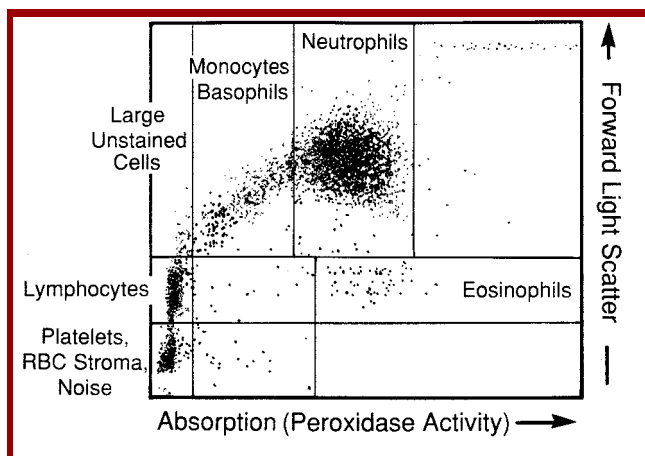 Neutrophils
Monocytes
Basophils
Large
Unstained
Cells
Lymphocytes
Eosinophils
Platelets,
RBC Stroma,
Noise
Absorption (Peroxidase Activity)
Forward Light Scatter